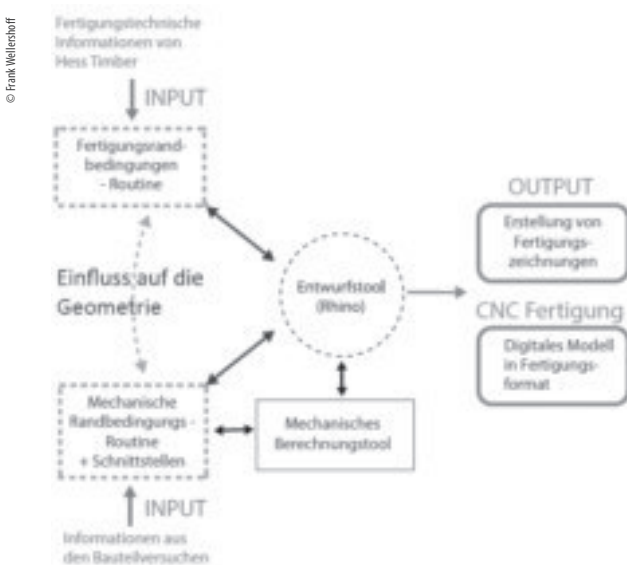 © Frank Wellershoff
Fertigungstechnische
Informationen von
Hess Timber
INPUT
Fertigungsrand-
bedingungen
- Routine
Einfluss auf die
Geometrie
Mechanische
Randbedingungs -
Routine
+ Schnittstellen
INPUT
Informationen aus
den Bauteilversuchen
Entwurfstool
(Rhino)
Mechanisches
Berechnungstool
OUTPUT
Erstellung von
Fertigungs-
zeichnungen
CNC Fertigung
Digitales Modell
in Fertigungs-
format